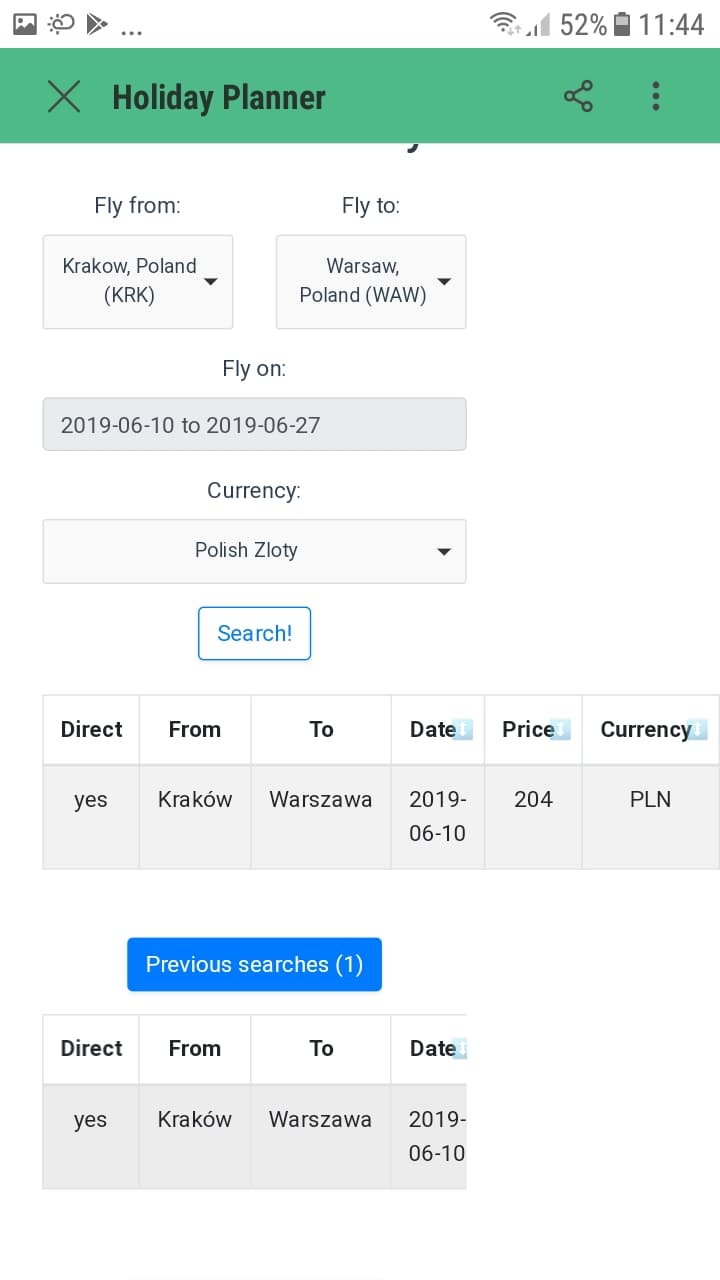 ... 52% 11:44
Holiday Planner
Fly from: Fly to:
Krakow, Poland
(KRK)
Warsaw,
Poland (WAW)
Fly on:
2019-06-10 to 2019-06-27
Currency:
Polish Zloty
Search!
Direct From To Date Price Currency
yes Kraków Warszawa 2019- 204 PLN
06-10
Previous searches (1)
Direct From To Date
yes Kraków Warszawa 2019-
06-10